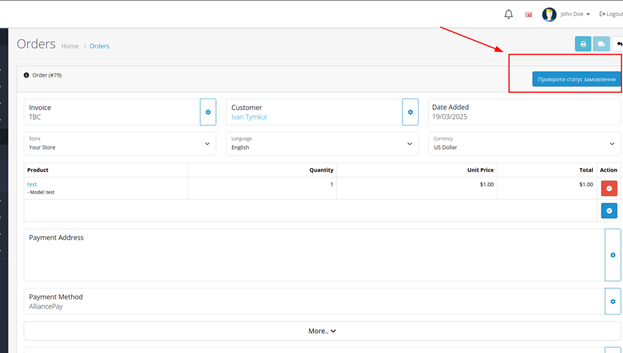 John Doe
Logout
Orders
Home > Orders
Order (#79)
Провірити статус замовлення
Invoice
TBC
Customer
Ivan Tymkul
Date Added
19/03/2025
Store
Your Store
Language
English
Currency
US Dollar
Product Quantity Unit Price Total Action
test 1 $1.00 $1.00
- Model: test
Payment Address
Payment Method
AlliancePay
More..